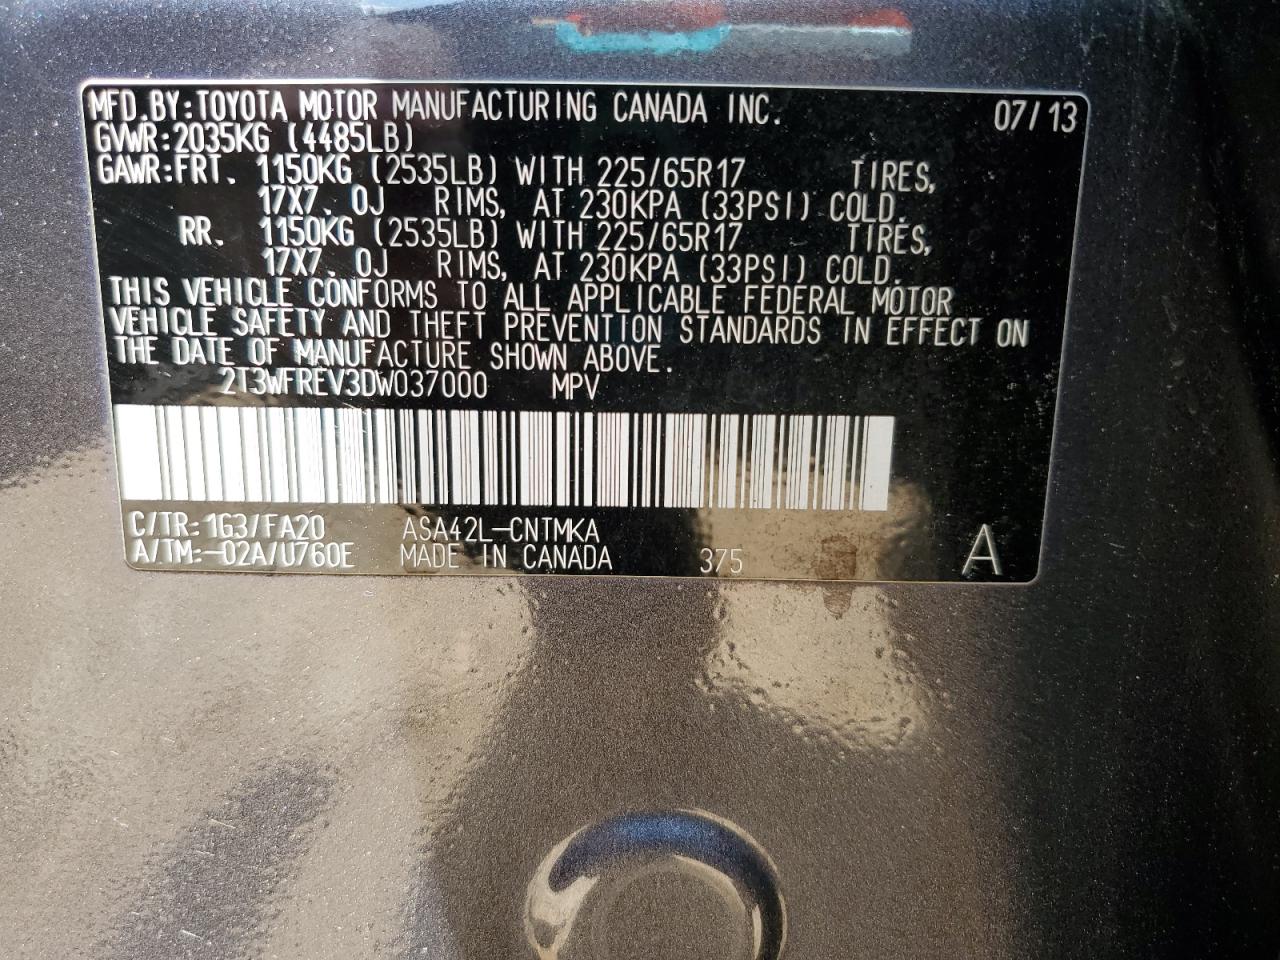 MFD.BY:TOYOTA MOTOR MANUFACTURING CANADA INC. 07/13
GVWR:2035KG (4485LB)
GAWR:FRT. 1150KG (2535LB) WITH 225/65R17 TIRES,
17X7.0J RIMS, AT 230KPA (33PSI) COLD.
RR. 1150KG (2535LB) WITH 225/65R17 TIRES,
17X7.0J RIMS, AT 230KPA (33PSI) COLD.
THIS VEHICLE CONFORMS TO ALL APPLICABLE FEDERAL MOTOR
VEHICLE SAFETY AND THEFT PREVENTION STANDARDS IN EFFECT ON
THE DATE OF MANUFACTURE SHOWN ABOVE.
2T3WFREV3DW037000 MPV
C/TR:1G3/FA20 ASA42L-CNTMKA
A/TM:-02A/U760E MADE IN CANADA 375 A